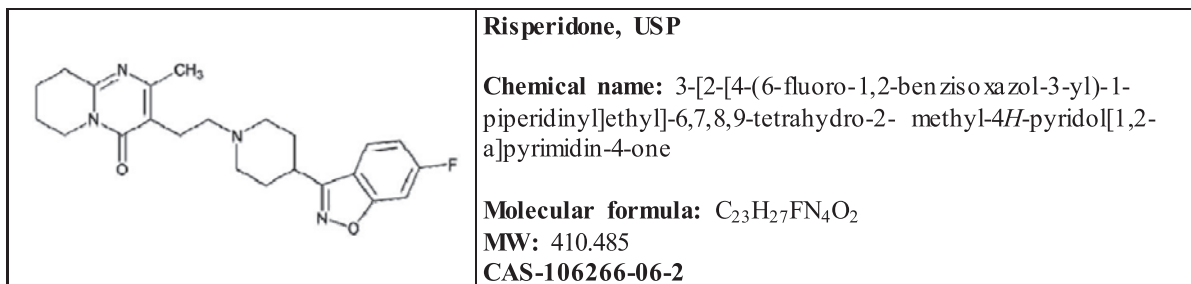 Risperidone, USP
Chemical name: 3-[2-[4-(6-fluoro-1,2-benzisoxazol-3-yl)-1-
piperidinyl]ethyl]-6,7,8,9-tetrahydro-2- methyl-4H-pyridol[1,2-
a]pyrimidin-4-one
Molecular formula: C₂₃H₂₇FN₄O₂
MW: 410.485
CAS-106266-06-2
N
CH₃
N
O
N
F
N
O